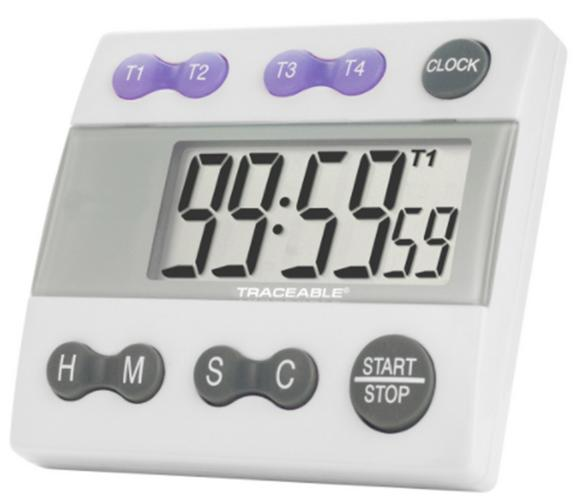 T1 T2 T3 T4 CLOCK
T1
99:59 59
TRACEABLE®
H M S C START
STOP